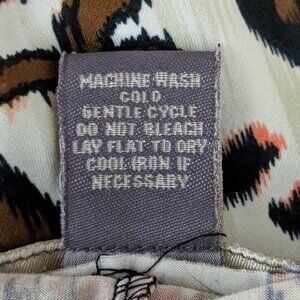 MACHINE WASH
COLD
GENTLE CYCLE
DO NOT BLEACH
LAY FLAT TO DRY
COOL IRON IF
NECESSARY